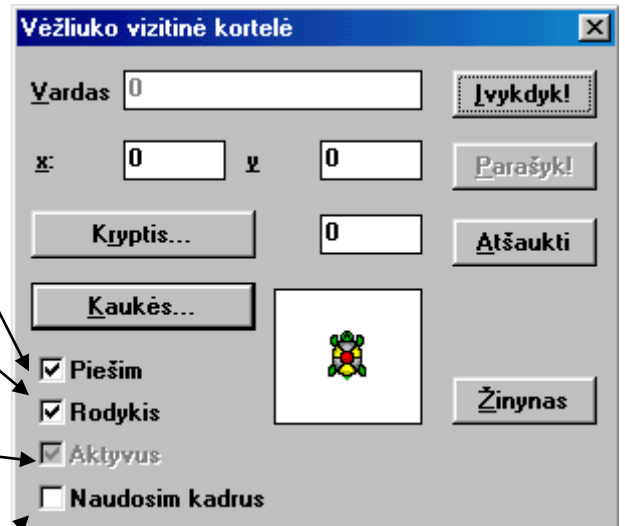 Vėžliuko vizitinė kortelė
Vardas 0 Įvykdyk!
x: 0 y 0 Parašyk!
Kryptis... 0 Atšaukti
Kaukės...
Piešim
Rodykis Žinynas
Aktyvus
Naudosim kadrus